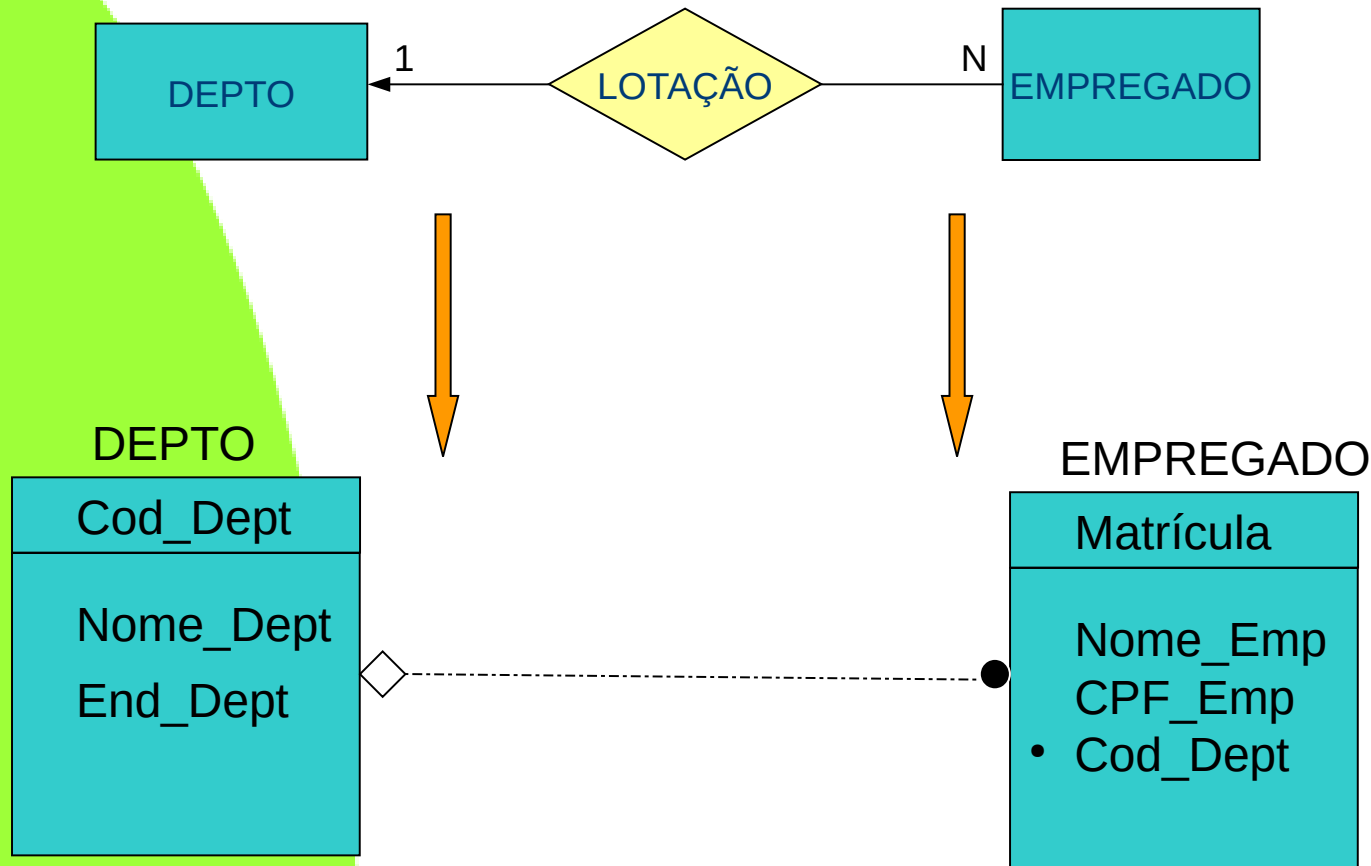 1
N
DEPTO
LOTAÇÃO
EMPREGADO
DEPTO
Cod_Dept
Nome_Dept
End_Dept
EMPREGADO
Matrícula
Nome_Emp
CPF_Emp
• Cod_Dept